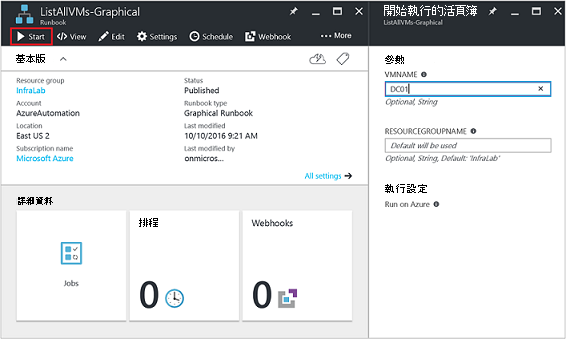 ListAllVMs-Graphical
Runbook
Start
View
Edit
Settings
Schedule
Webhook
More
基本版
Resource group
InfraLab
Account
AzureAutomation
Location
East US 2
Subscription name
Microsoft Azure
Status
Published
Runbook type
Graphical Runbook
Last modified
10/10/2016 9:21 AM
Last modified by
onmicros...
All settings
詳細資料
Jobs
排程
0
Webhooks
0
開始執行的活頁簿
ListAllVMs-Graphical
參數
VMNAME
DC01
Optional, String
RESOURCEGROUPNAME
Default will be used
Optional, String, Default: 'InfraLab'
執行設定
Run on Azure